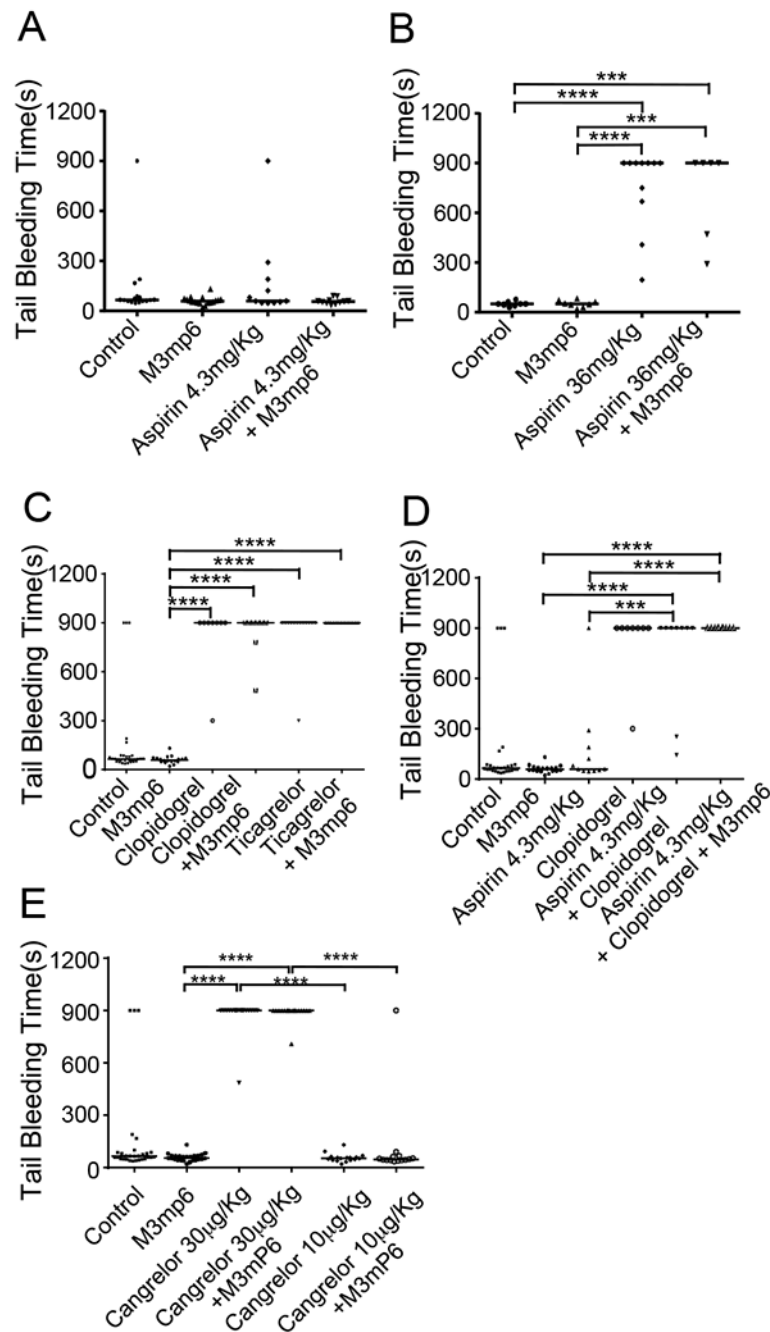 A
Tail Bleeding Time(s)
1200
900
600
300
0
Control
M3mp6
Aspirin 4.3mg/Kg
Aspirin 4.3mg/Kg
+ M3mp6
B
Tail Bleeding Time(s)
1200
900
600
300
0
***
****
***
****
Control
M3mp6
Aspirin 36mg/Kg
Aspirin 36mg/Kg
+ M3mp6
C
Tail Bleeding Time(s)
1200
900
600
300
0
****
****
****
****
Control
M3mp6
Clopidogrel
Clopidogrel
+M3mp6
Ticagrelor
Ticagrelor
+ M3mp6
D
Tail Bleeding Time(s)
1200
900
600
300
0
****
****
****
***
Control
M3mp6
Aspirin 4.3mg/Kg
Clopidogrel
Aspirin 4.3mg/Kg
+ Clopidogrel
Aspirin 4.3mg/Kg
+ Clopidogrel + M3mp6
E
Tail Bleeding Time(s)
1200
900
600
300
0
****
****
****
****
Control
M3mp6
Cangrelor 30µg/Kg
Cangrelor 30µg/Kg
+M3mP6
Cangrelor 10µg/Kg
Cangrelor 10µg/Kg
+M3mP6